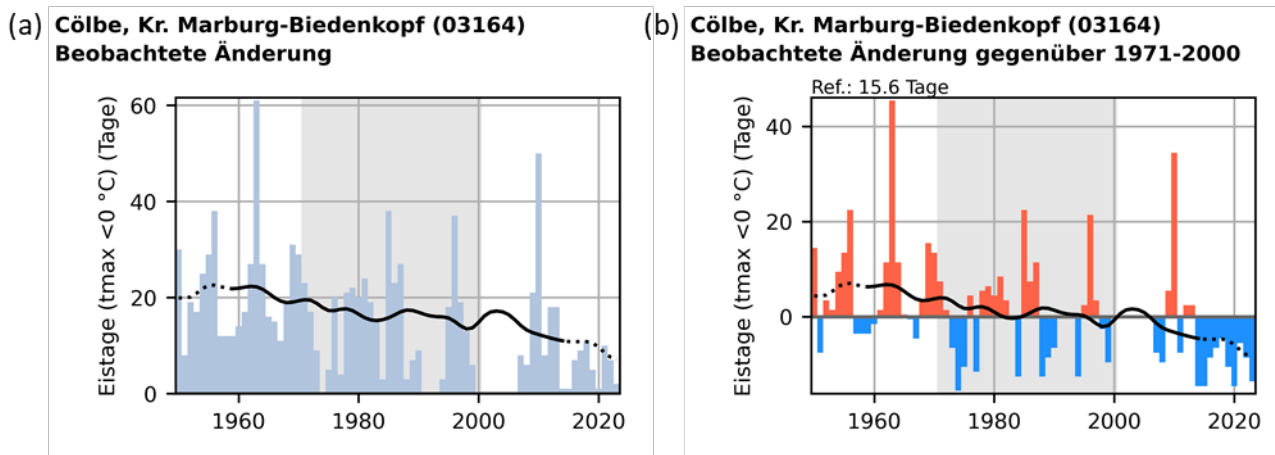 (a) Cölbe, Kr. Marburg-Biedenkopf (03164)
Beobachtete Änderung
Eistage (tmax <0 °C) (Tage)
60
40
20
0
1960 1980 2000 2020
(b) Cölbe, Kr. Marburg-Biedenkopf (03164)
Beobachtete Änderung gegenüber 1971-2000
Ref.: 15.6 Tage
Eistage (tmax <0 °C) (Tage)
40
20
0
1960 1980 2000 2020